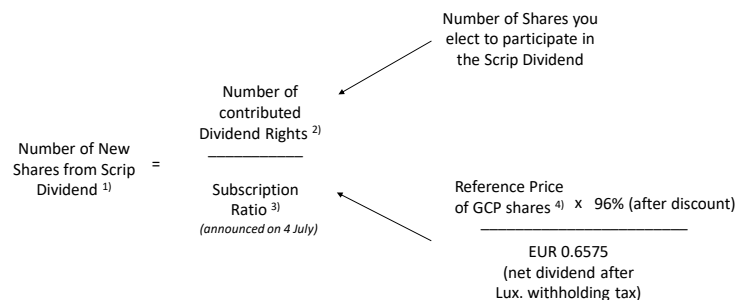 Number of Shares you
elect to participate in
the Scrip Dividend
Number of
contributed
Dividend Rights 2)
Number of New
Shares from Scrip
Dividend 1)
=
Subscription
Ratio 3)
(announced on 4 July)
Reference Price
of GCP shares 4) x 96% (after discount)
EUR 0.6575
(net dividend after
Lux. withholding tax)